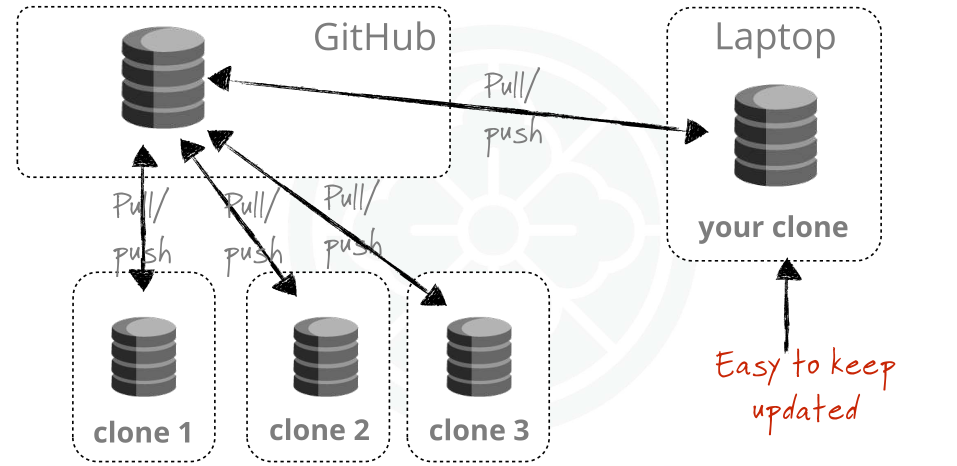 GitHub
Laptop
Pull/
push
your clone
Pull/
push
Pull/
push
Pull/
push
clone 1
clone 2
clone 3
Easy to keep
updated